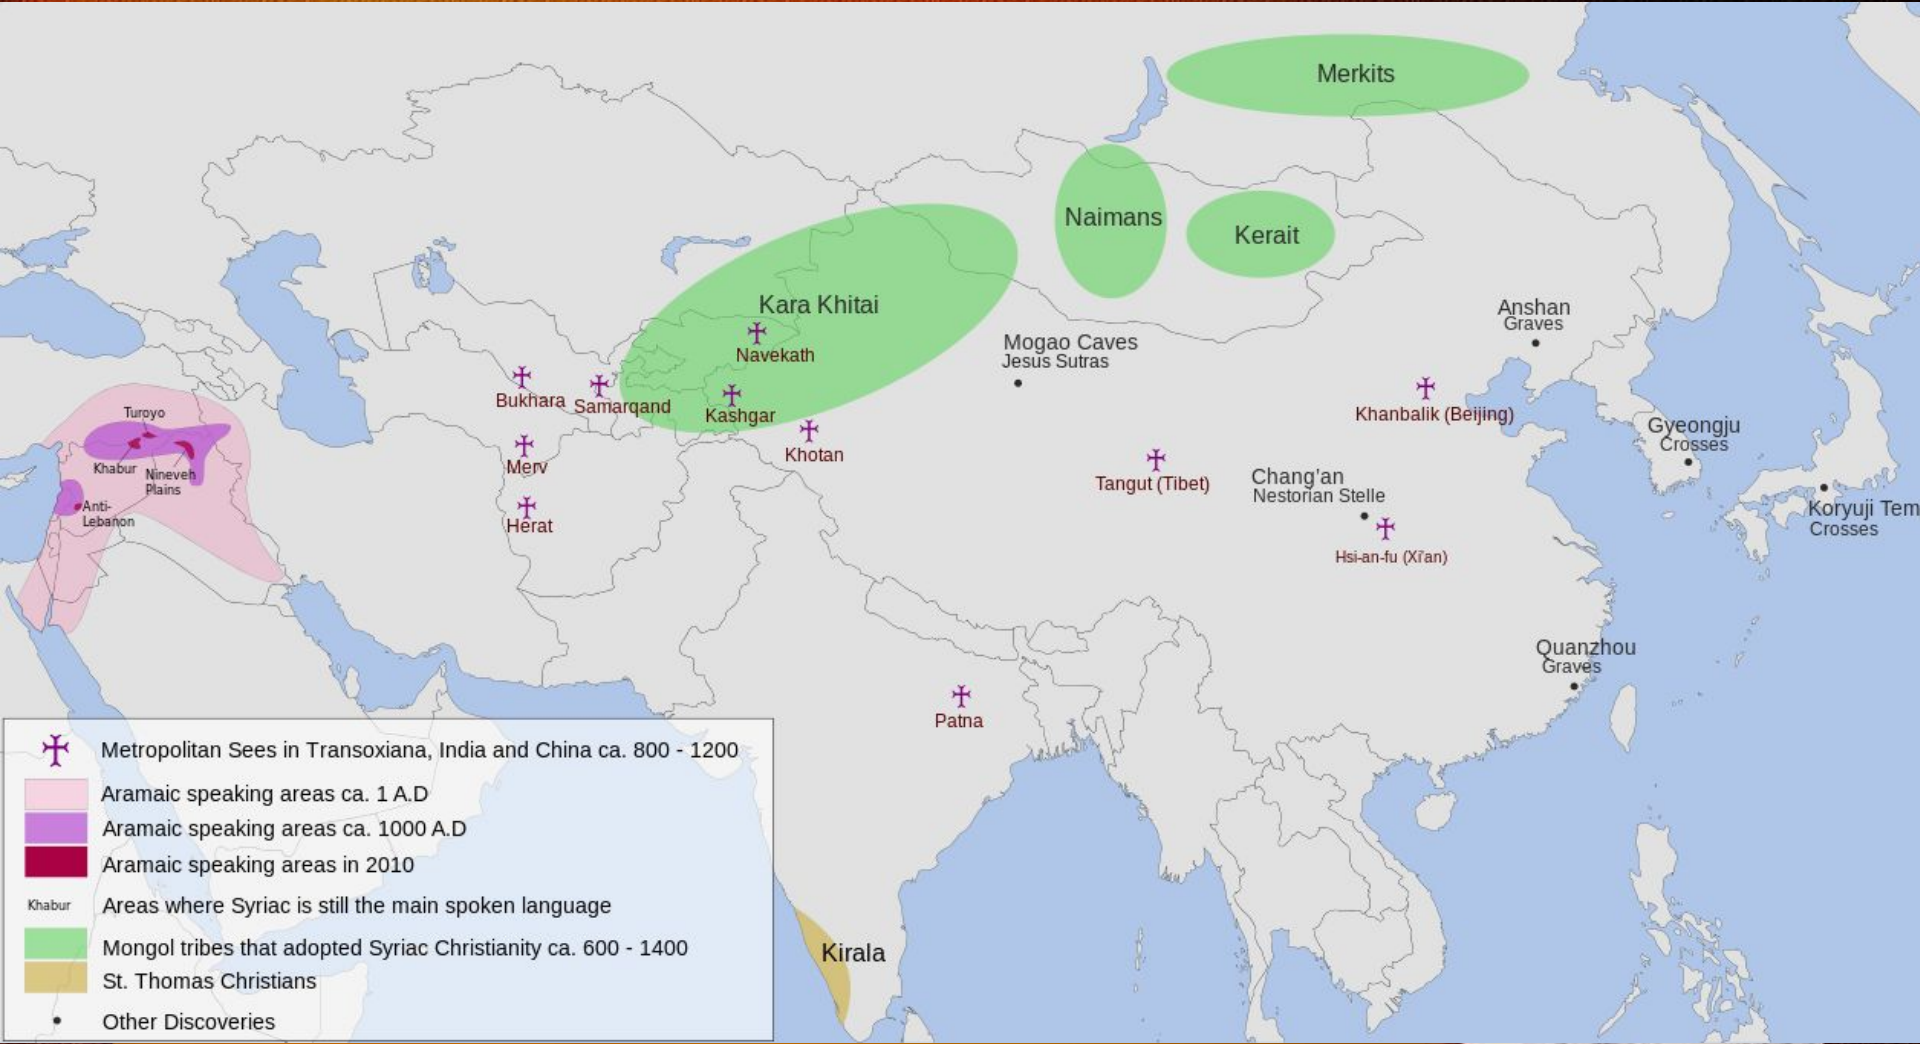 Merkits
Naimans
Kerait
Kara Khitai
Navekath
Kashgar
Bukhara
Samarqand
Merv
Herat
Khotan
Mogao Caves
Jesus Sutras
Anshan
Graves
Khanbalik (Beijing)
Gyeongju
Crosses
Tangut (Tibet)
Chang'an
Nestorian Stelle
Hsi-an-fu (Xi'an)
Koryuji Tem
Crosses
Quanzhou
Graves
Patna
Kirala
Turoyo
Khabur
Nineveh
Plains
Anti-
Lebanon
Metropolitan Sees in Transoxiana, India and China ca. 800 - 1200
Aramaic speaking areas ca. 1 A.D
Aramaic speaking areas ca. 1000 A.D
Aramaic speaking areas in 2010
Khabur Areas where Syriac is still the main spoken language
Mongol tribes that adopted Syriac Christianity ca. 600 - 1400
St. Thomas Christians
Other Discoveries